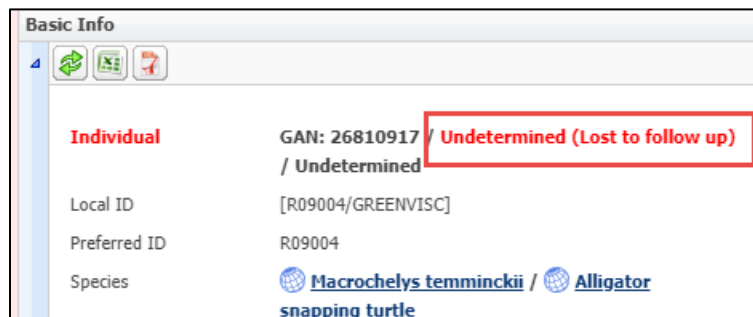 Basic Info
Individual GAN: 26810917 / Undetermined (Lost to follow up)
/ Undetermined
Local ID [R09004/GREENVISC]
Preferred ID R09004
Species Macrochelys temminckii / Alligator
snapping turtle